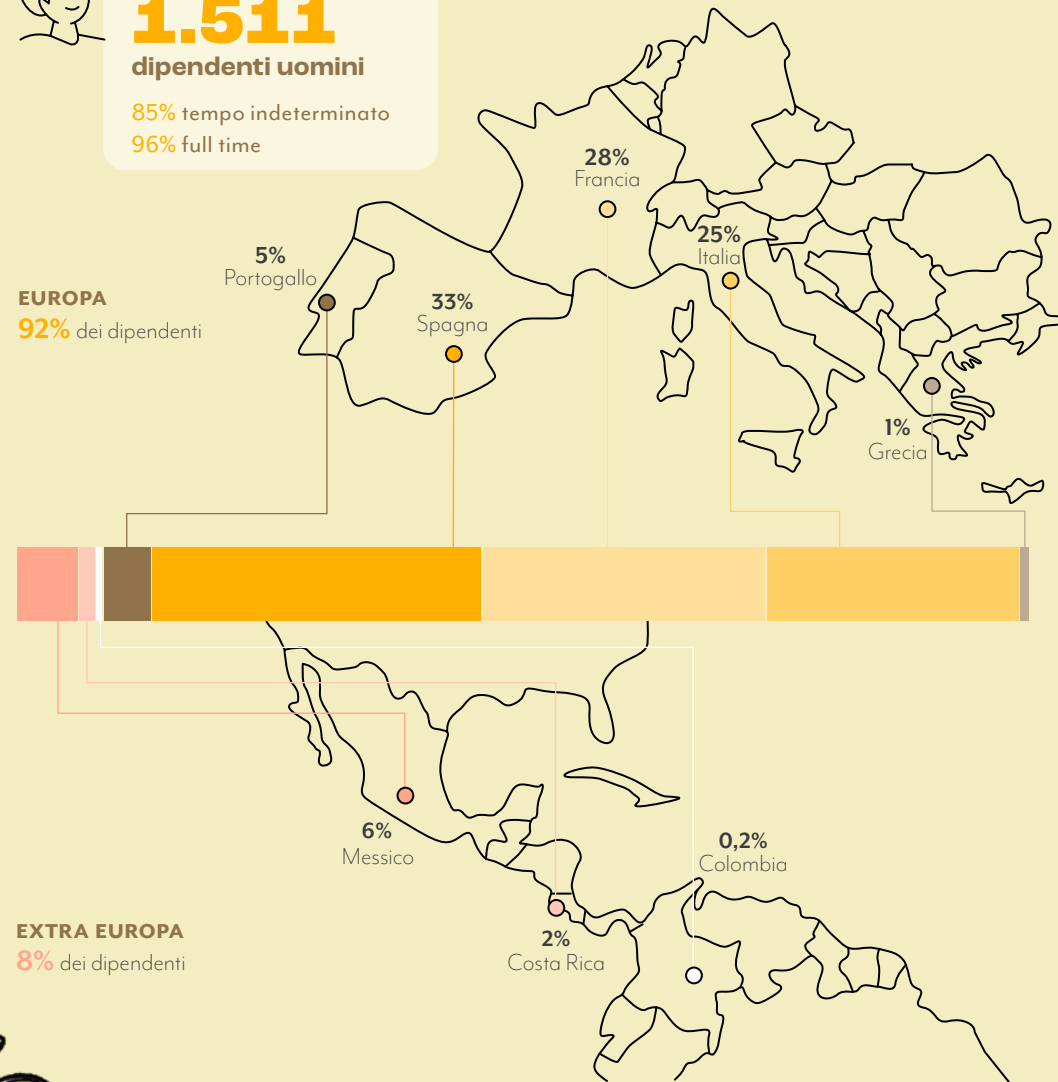 1.511
dipendenti uomini
85% tempo indeterminato
96% full time
28%
Francia
25%
Italia
5%
Portogallo
33%
Spagna
EUROPA
92% dei dipendenti
1%
Grecia
6%
Messico
0,2%
Colombia
EXTRA EUROPA
8% dei dipendenti
2%
Costa Rica